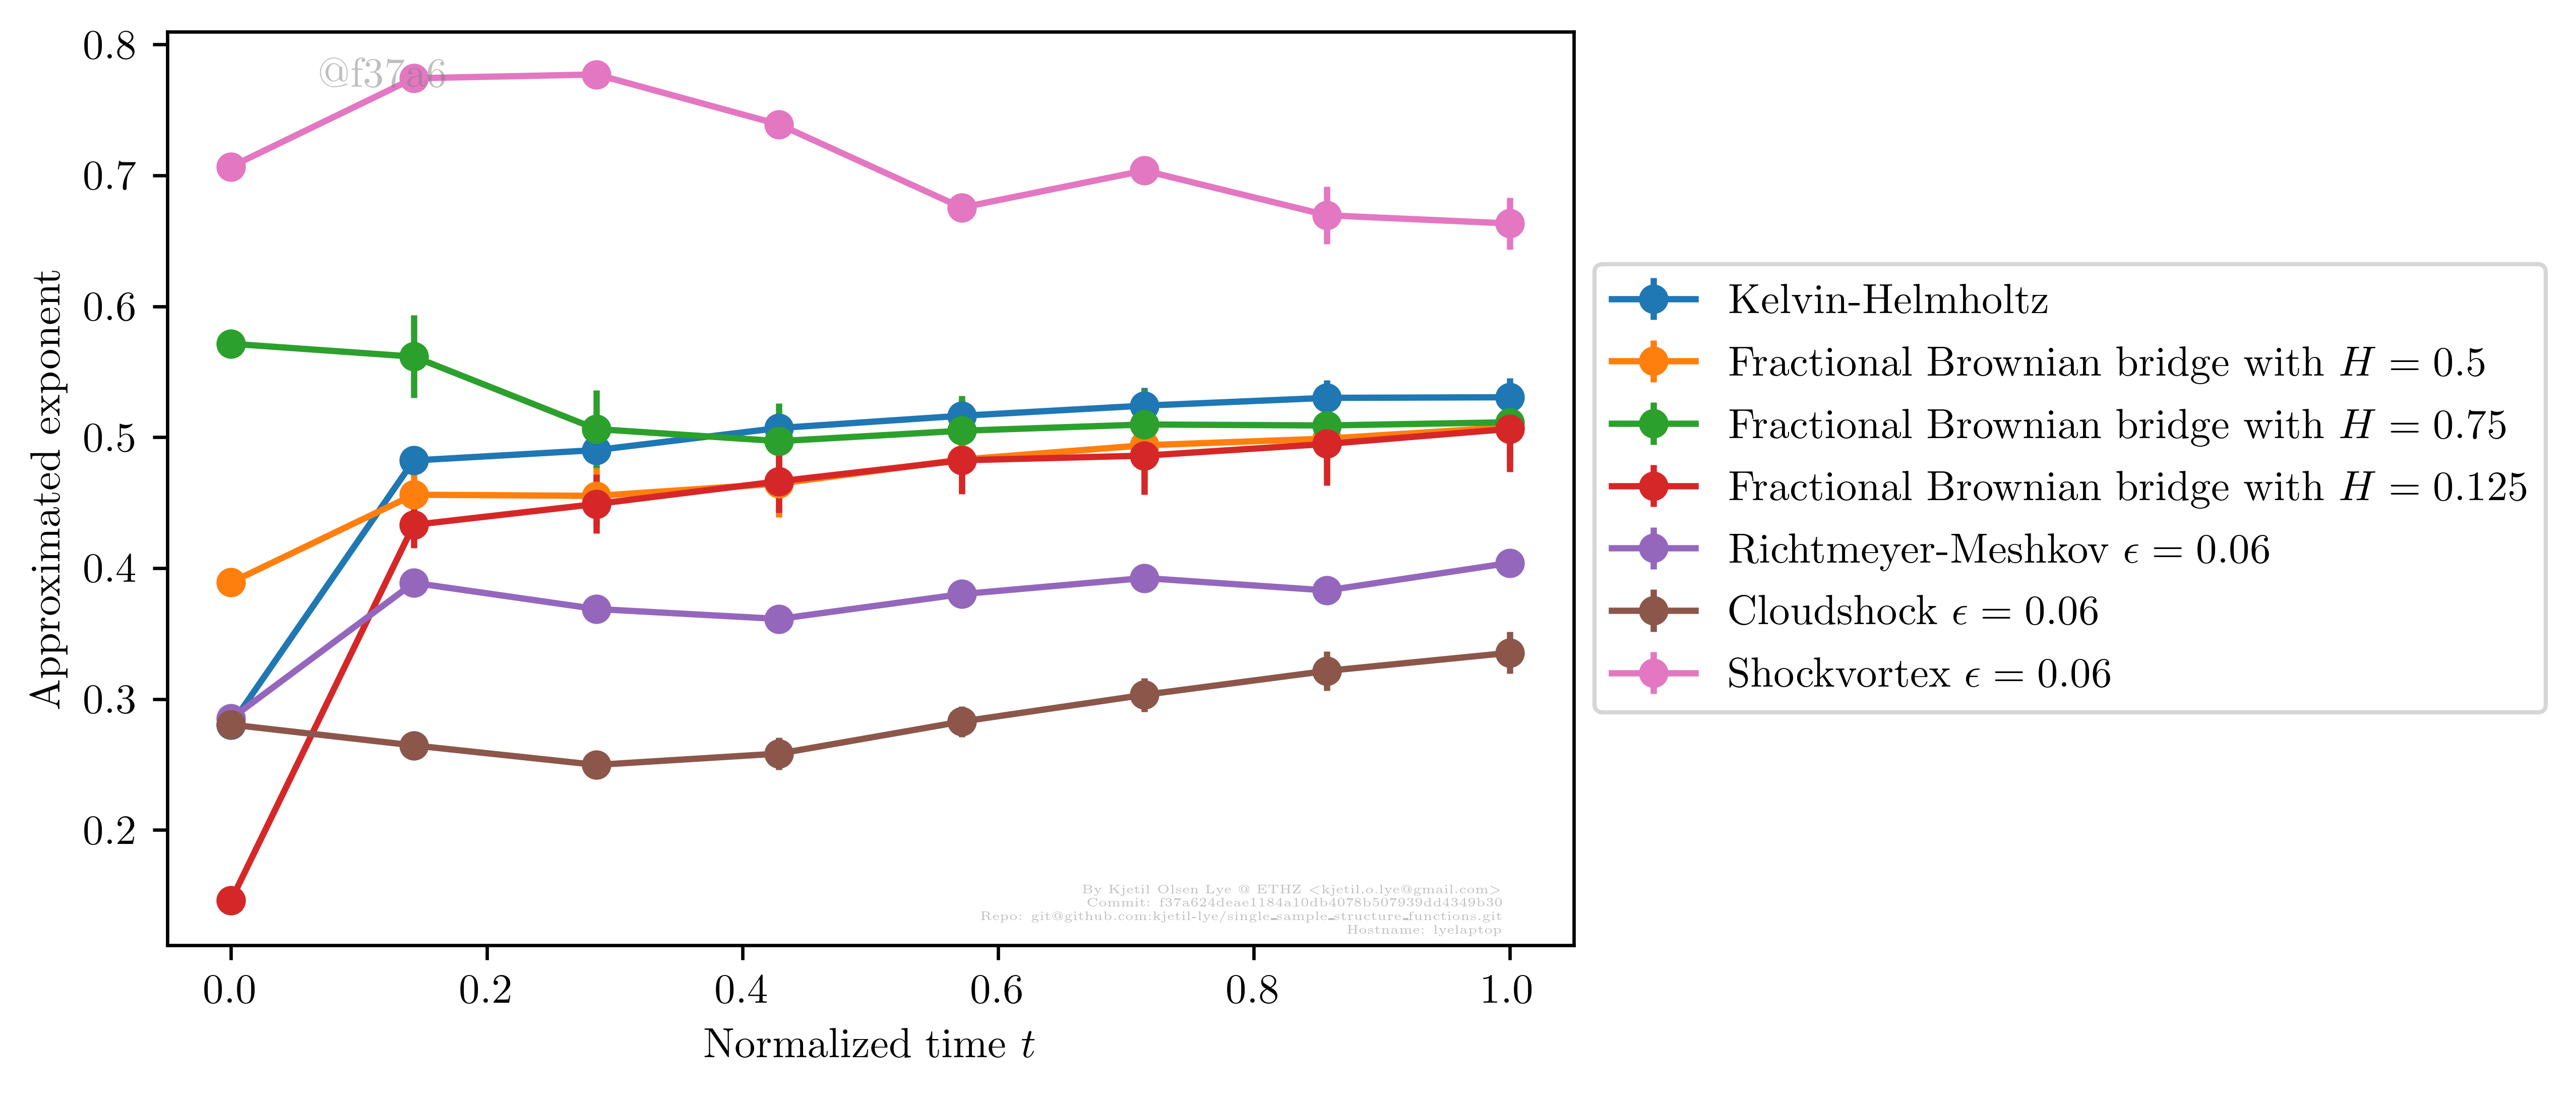 0.8
0.7
0.6
0.5
0.4
0.3
0.2
Approximated exponent
@f37a6
By Kjetil Olsen Lye @ ETHZ <kjetil.o.lye@gmail.com>
Commit: f37a624deae1184a10db4078b507939dd4349b30
Repo: git@github.com:kjetil-lye/single_sample_structure_functions.git
Hostname: lyelaptop
0.0 0.2 0.4 0.6 0.8 1.0
Normalized time t
Kelvin-Helmholtz
Fractional Brownian bridge with H = 0.5
Fractional Brownian bridge with H = 0.75
Fractional Brownian bridge with H = 0.125
Richtmeyer-Meshkov ϵ = 0.06
Cloudshock ϵ = 0.06
Shockvortex ϵ = 0.06